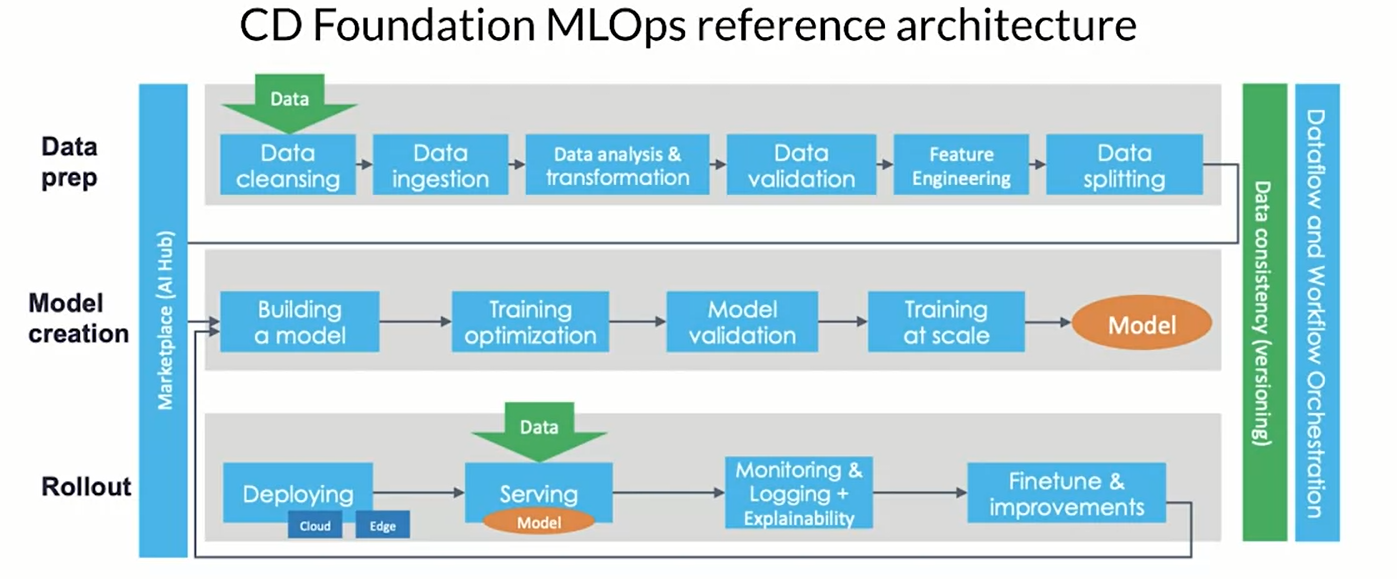 CD Foundation MLOps reference architecture
Data
prep
Marketplace (AI Hub)
Data
Data
cleansing
Data
ingestion
Data analysis &
transformation
Data
validation
Feature
Engineering
Data
splitting
Model
creation
Building
a model
Training
optimization
Model
validation
Training
at scale
Model
Rollout
Deploying
Cloud
Edge
Data
Serving
Model
Monitoring &
Logging +
Explainability
Finetune &
improvements
Data consistency (versioning)
Dataflow and Workflow Orchestration